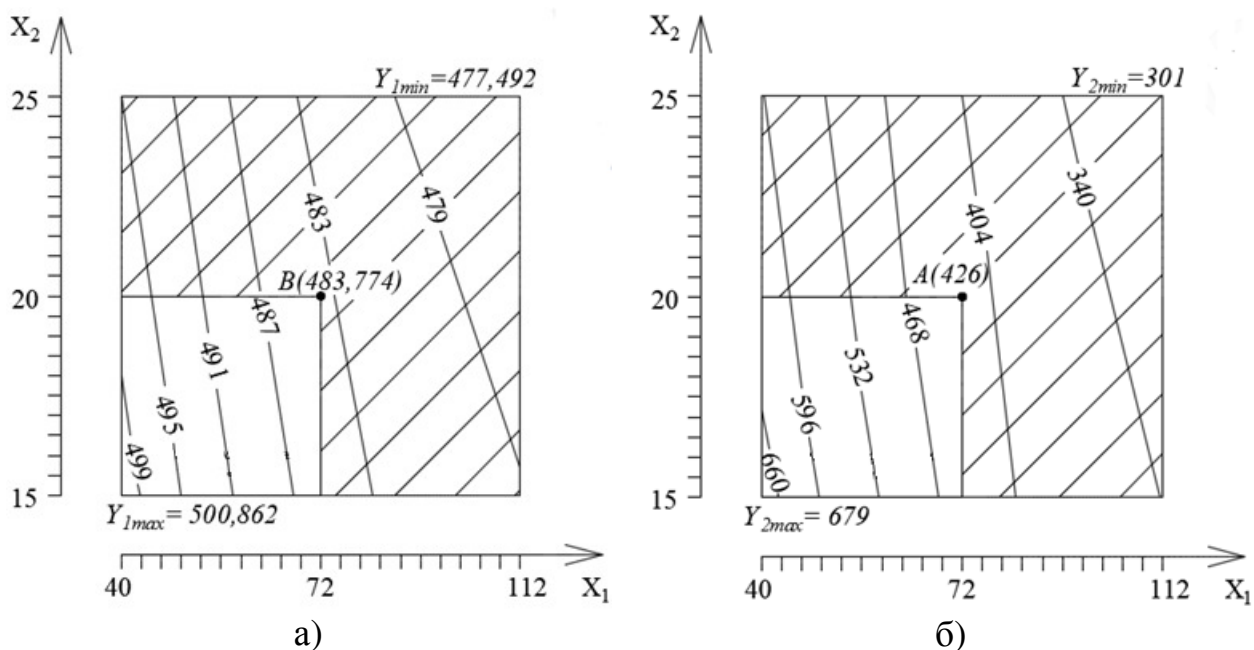 X2
Y1min=477,492
25
483
479
B(483,774)
20
487
491
495
499
15
Y1max= 500,862
40
72
112
X1
а)
X2
Y2min=301
25
340
404
A(426)
20
468
532
596
660
15
Y2max= 679
40
72
112
X1
б)